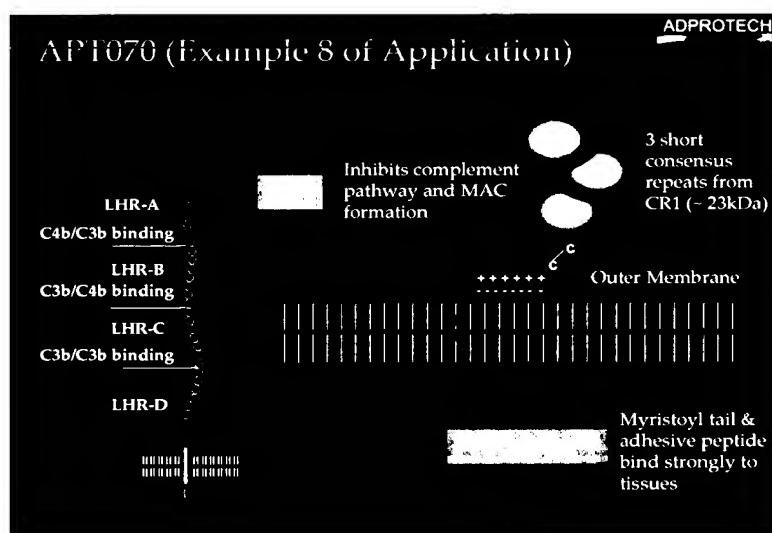 ADPROTECH
APT070 (Example 8 of Application)
LHR-A
C4b/C3b binding
LHR-B
C3b/C4b binding
LHR-C
C3b/C3b binding
LHR-D
Inhibits complement
pathway and MAC
formation
3 short
consensus
repeats from
CR1 (~ 23kDa)
C
C
++++++
------
Outer Membrane
Myristoyl tail &
adhesive peptide
bind strongly to
tissues